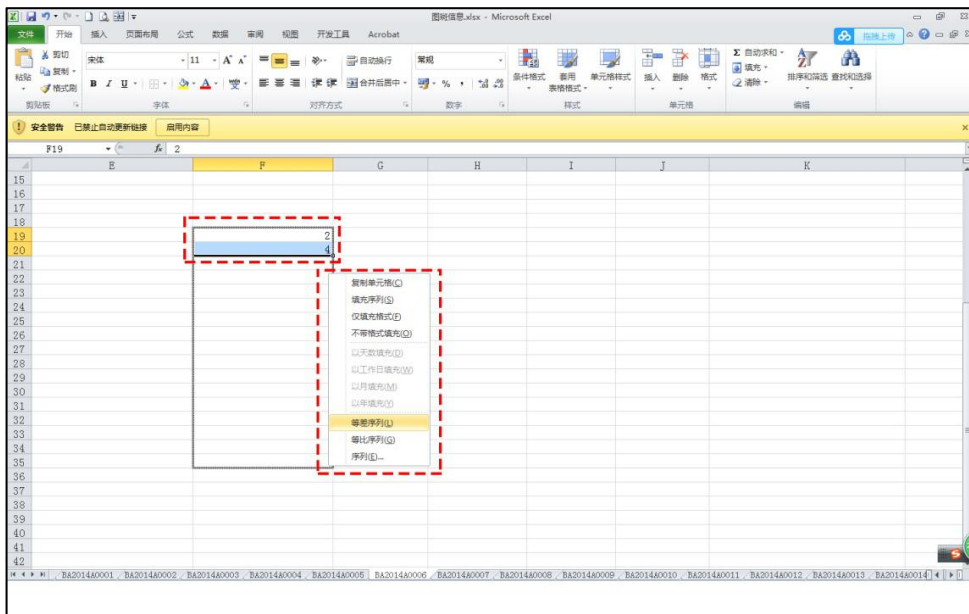 图纸信息.xlsx - Microsoft Excel
文件 开始 插入 页面布局 公式 数据 审阅 视图 开发工具 Acrobat 拖拽上传
剪切 宋体 11 A A 自动换行 常规 Σ 自动求和
粘贴 复制 填充
格式刷 B I U A 变 合并后居中 % , 条件格式 套用表格格式 单元格样式 插入 删除 格式 清除 排序和筛选 查找和选择
剪贴板 字体 对齐方式 数字 样式 单元格 编辑
安全警告 已禁止自动更新链接 启用内容
F19 fx 2
E F G H I J K
15
16
17
18
19 2
20 4
21
22 复制单元格(C)
23 填充序列(S)
24 仅填充格式(F)
25
26 不带格式填充(O)
27 以天数填充(D)
28 以工作日填充(W)
29
30 以月填充(M)
31 以年填充(Y)
32 等差序列(L)
33 等比序列(G)
34
35 序列(E)...
36
37
38
39
40
41
42
BA2014A0001 BA2014A0002 BA2014A0003 BA2014A0004 BA2014A0005 BA2014A0006 BA2014A0007 BA2014A0008 BA2014A0009 BA2014A0010 BA2014A0011 BA2014A0012 BA2014A0013 BA2014A0014